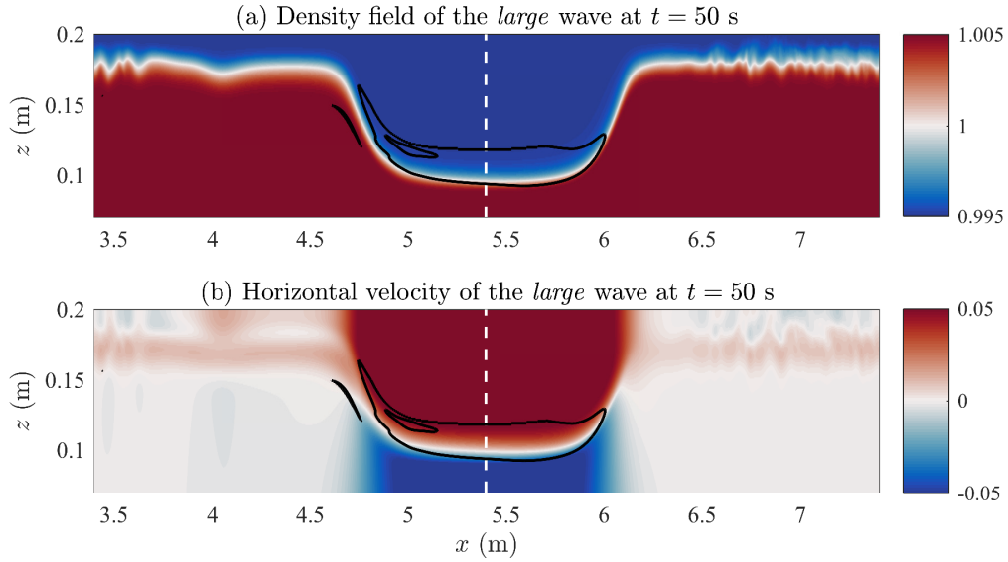 (a) Density field of the large wave at t = 50 s
0.2
0.15
0.1
z (m)
3.5 4 4.5 5 5.5 6 6.5 7
1.005
1
0.995
(b) Horizontal velocity of the large wave at t = 50 s
0.2
0.15
0.1
z (m)
3.5 4 4.5 5 5.5 6 6.5 7
x (m)
0.05
0
-0.05